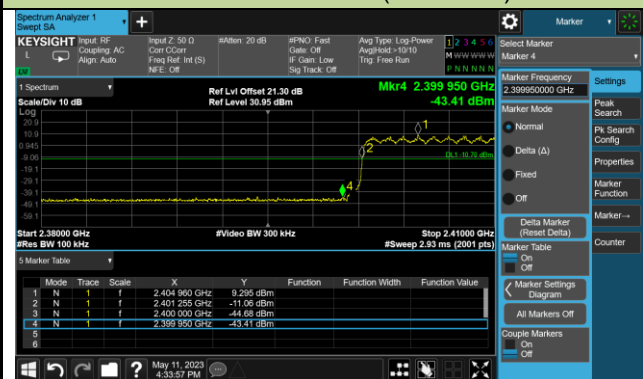 Spectrum Analyzer 1
Swept SA
Marker
KEYSIGHT
L
LXI
Input: RF
Coupling: AC
Align: Auto
Input Z: 50 Ω
Corr CCorr
Freq Ref: Int (S)
NFE: Off
#Atten: 20 dB
#PNO: Fast
Gate: Off
IF Gain: Low
Sig Track: Off
Avg Type: Log-Power
Avg|Hold:>10/10
Trig: Free Run
1 2 3 4 5 6
M W W W W W
P N N N N N
Select Marker
Marker 4
1 Spectrum
Scale/Div 10 dB
Ref Lvl Offset 21.30 dB
Ref Level 30.95 dBm
Mkr4 2.399 950 GHz
-43.41 dBm
Log
20.9
10.9
0.945
-9.06
-19.1
-29.1
-39.1
-49.1
-59.1
1
2
4
DL1 -10.70 dBm
Start 2.38000 GHz
#Res BW 100 kHz
#Video BW 300 kHz
Stop 2.41000 GHz
#Sweep 2.93 ms (2001 pts)
5 Marker Table
Mode Trace Scale X Y Function Function Width Function Value
1 N 1 f 2.404 960 GHz 9.295 dBm
2 N 1 f 2.401 255 GHz -11.06 dBm
3 N 1 f 2.400 000 GHz -44.68 dBm
4 N 1 f 2.399 950 GHz -43.41 dBm
5
6
Marker Frequency
2.399950000 GHz
Marker Mode
Normal
Delta (Δ)
Fixed
Off
Delta Marker
(Reset Delta)
Marker Table
On
Off
Marker Settings
Diagram
All Markers Off
Couple Markers
On
Off
Settings
Peak
Search
Pk Search
Config
Properties
Marker
Function
Marker→
Counter
?
May 11, 2023
4:33:57 PM